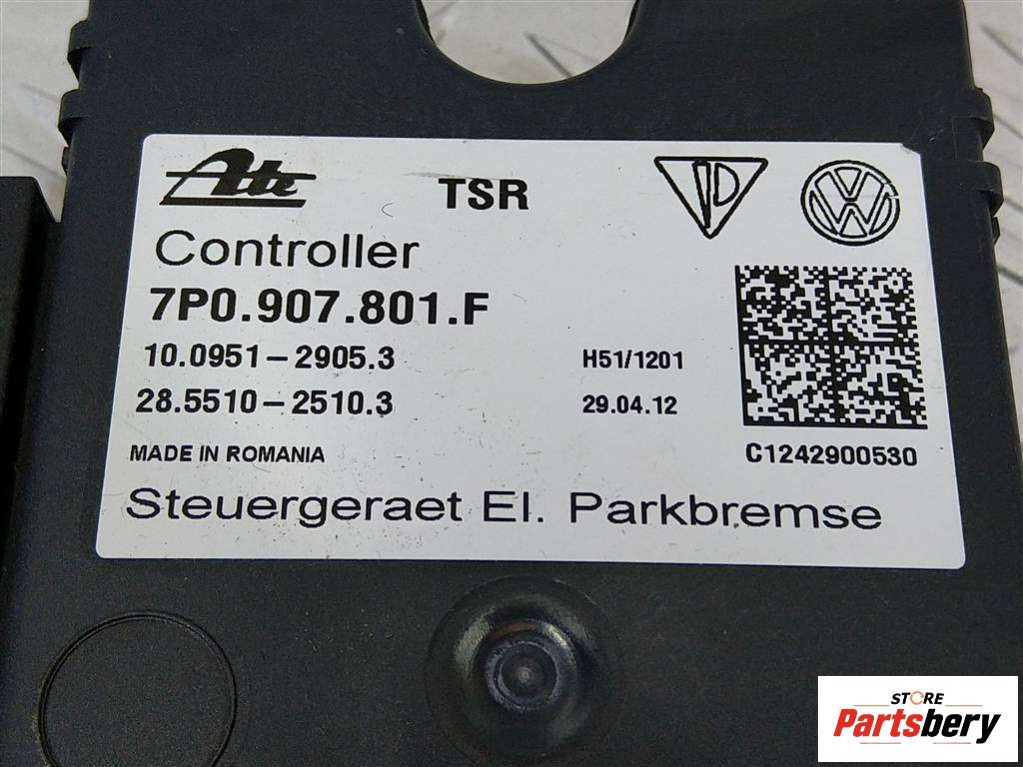 Ate TSR
Controller
7P0.907.801.F
10.0951-2905.3 H51/1201
28.5510-2510.3 29.04.12
MADE IN ROMANIA C1242900530
Steuergeraet El. Parkbremse
STORE
Partsbery